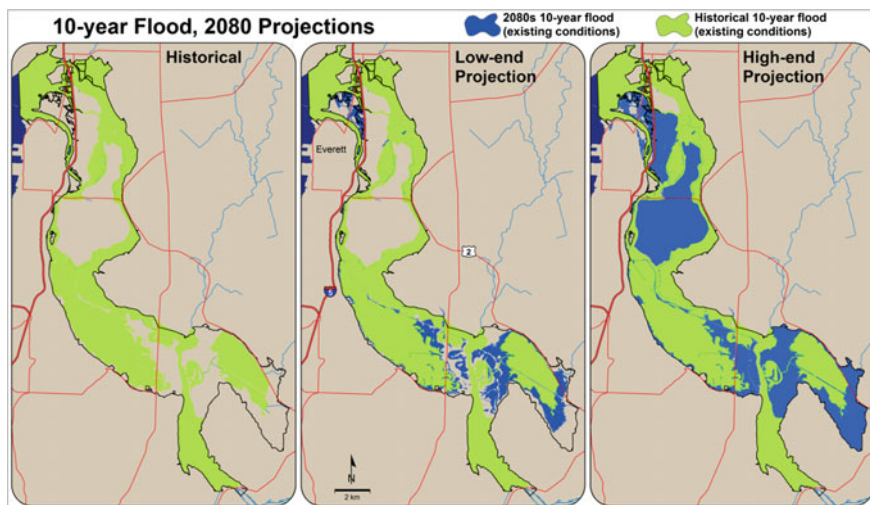 10-year Flood, 2080 Projections
2080s 10-year flood
(existing conditions)
Historical 10-year flood
(existing conditions)
Historical
Low-end
Projection
High-end
Projection
Everett
2
5
N
2 km